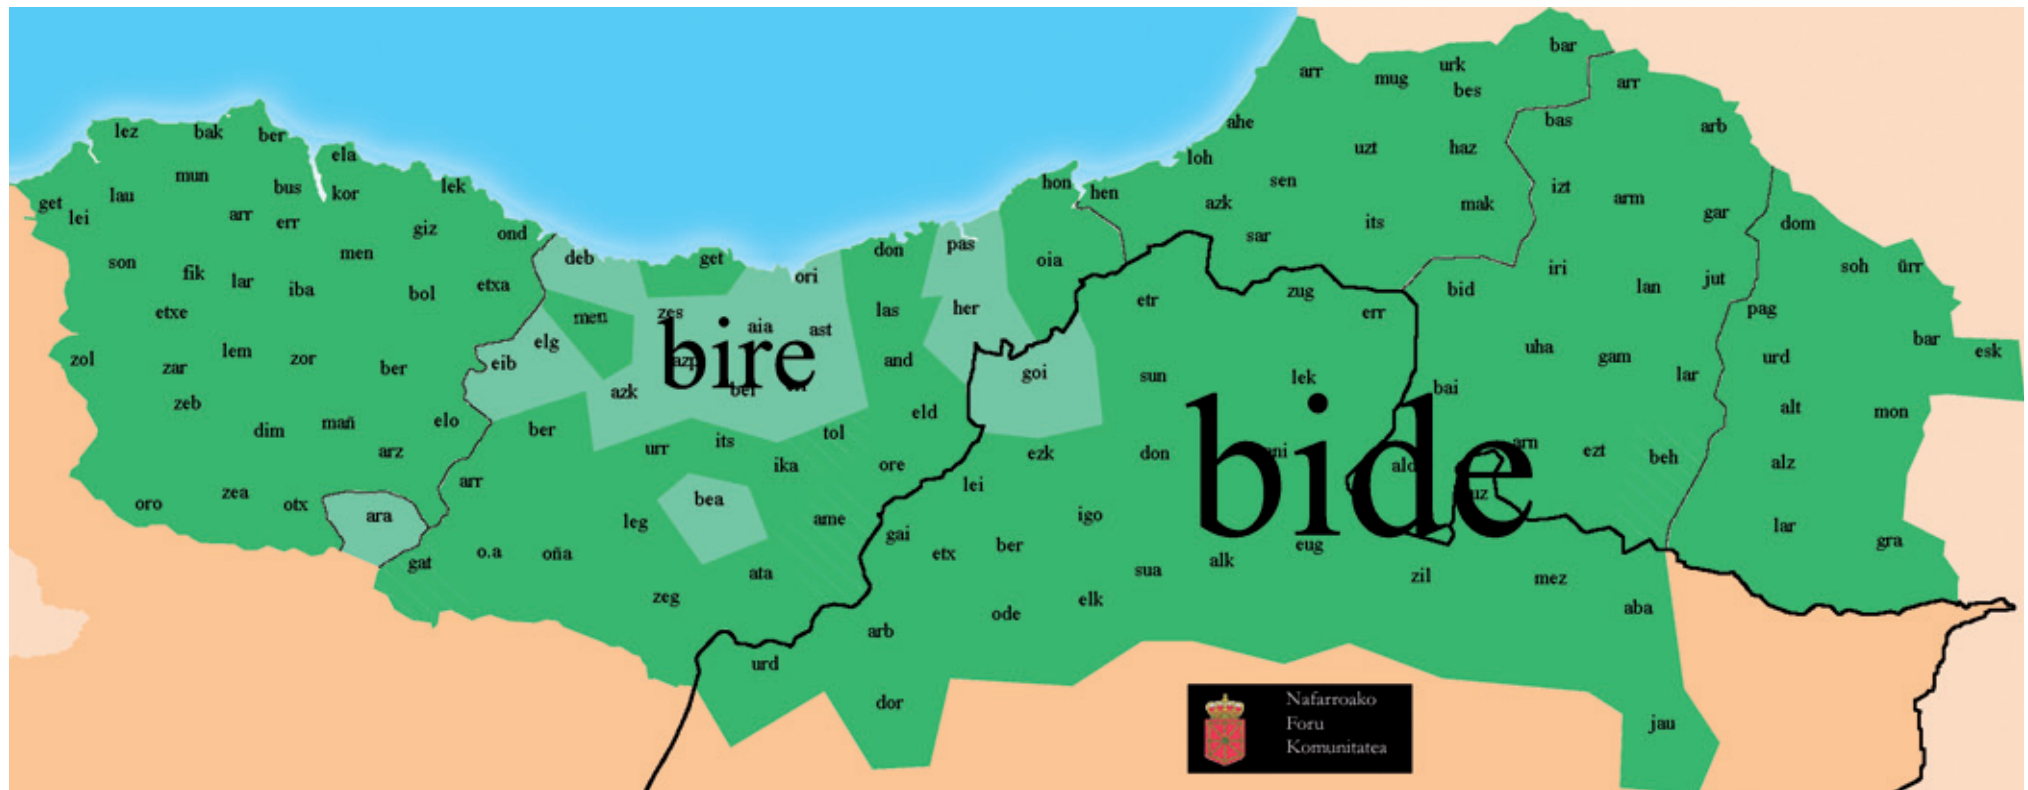 bar
urk
arr
mug
bes
arr
lez
bak
ber
ahe
bas
arb
ela
loh
uzt
haz
mun
lau
bus
kor
lek
hon
hen
sen
izt
get
lei
arr
err
azk
its
mak
arm
gar
giz
ond
dom
son
men
deb
get
don
pas
oia
sar
fik
lar
iba
bol
etxa
ori
iri
lan
jut
soh
ürr
etxe
men
zes
aia
ast
las
her
etr
zug
err
bid
pag
zol
zar
lem
zor
ber
eib
elg
azp
bire
and
goi
sun
lek
uha
gam
lar
urd
bar
esk
zeb
azk
ber
bai
dim
mañ
elo
ber
eld
bide
alt
mon
arz
urr
its
tol
ika
ore
ezk
don
arn
ezt
beh
alz
oro
zea
otx
ara
arr
leg
bea
ame
lei
igo
lar
gra
gat
o.a
oña
ata
gai
etx
ber
sua
alk
eug
zil
mez
zeg
arb
ode
elk
aba
urd
dor
jau
Nafarroako
Foru
Komunitatea